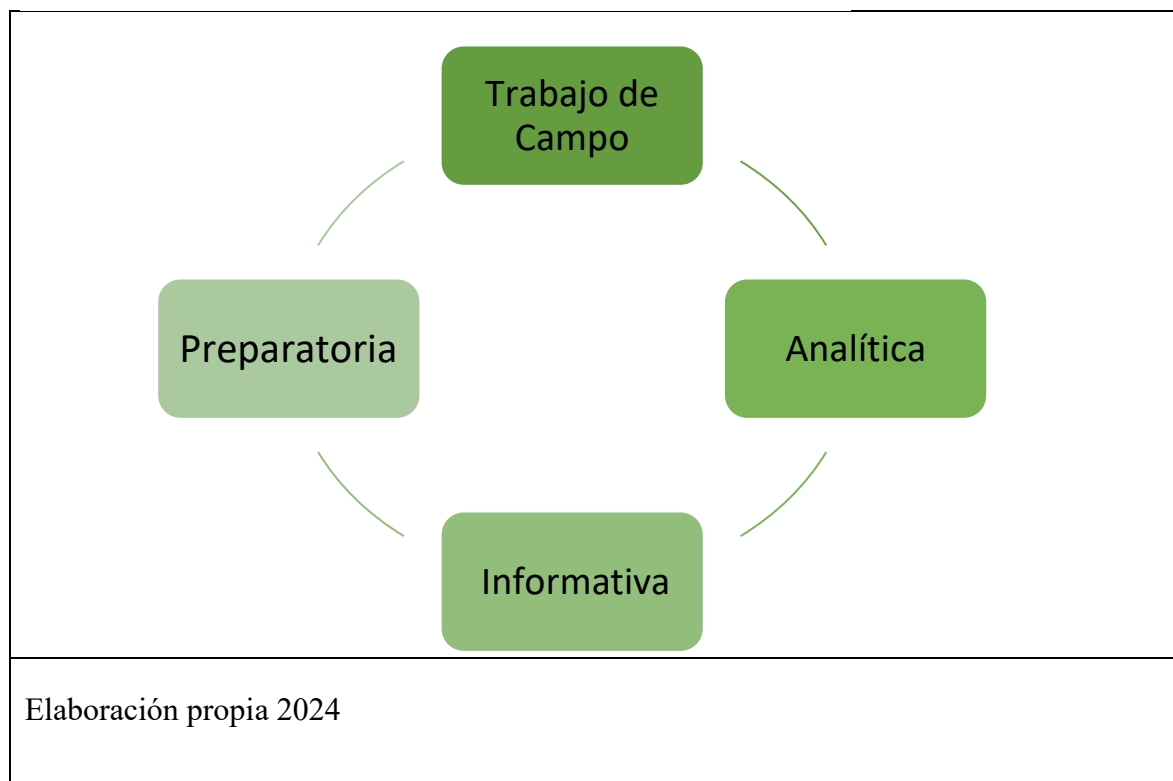 Trabajo de
Campo
Preparatoria
Analítica
Informativa
Elaboración propia 2024